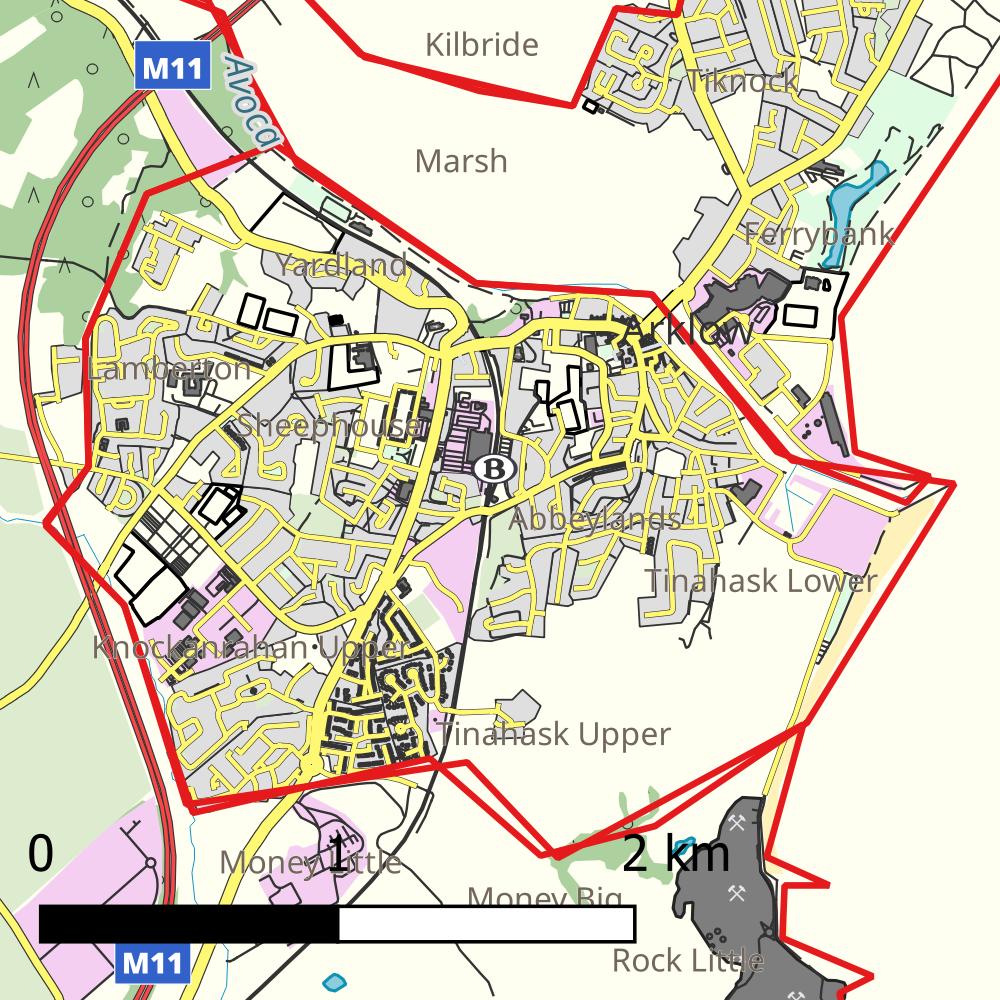 Kilbride
M11
Tiknock
Avoca
Marsh
Ferrybank
Yardland
Arklow
Lamberton
Sheephouse
B
Abbeylands
Tinahask Lower
Knockanrahan Upper
Tinahask Upper
0 1 2 km
Money Little
Money Big
Rock Little
M11